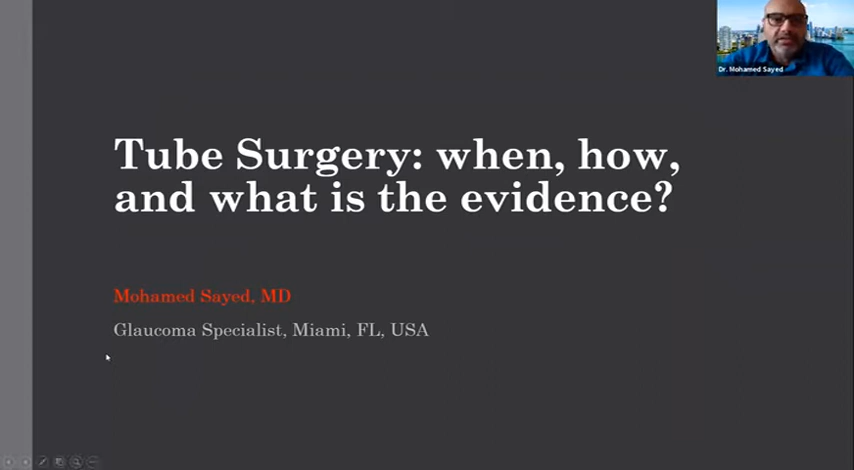 Dr. Mohamed Sayed
Tube Surgery: when, how,
and what is the evidence?
Mohamed Sayed, MD
Glaucoma Specialist, Miami, FL, USA